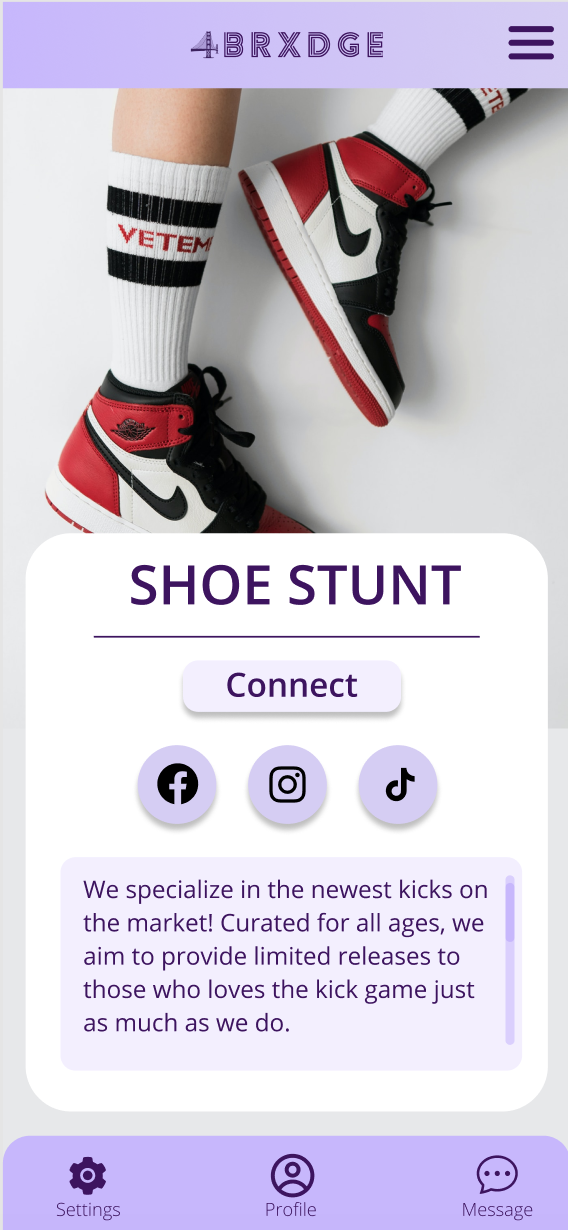 BRXDGE
VETEM
SHOE STUNT
Connect
We specialize in the newest kicks on
the market! Curated for all ages, we
aim to provide limited releases to
those who loves the kick game just
as much as we do.
Settings
Profile
Message